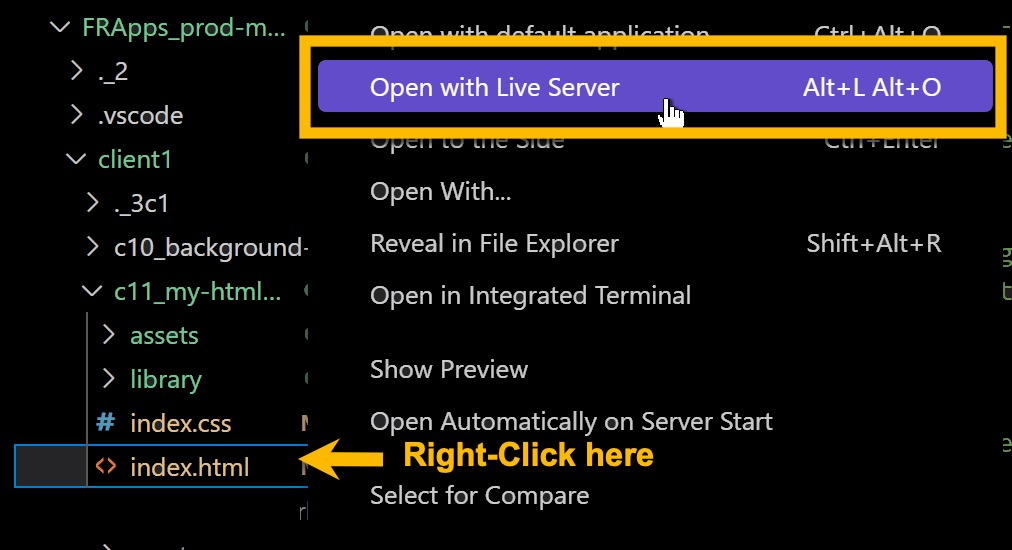 FRApps_prod-m...
._2
.vscode
client1
._3c1
c10_background-
c11_my-html...
assets
library
# index.css
<> index.html
Open with default application Ctrl+Alt+O
Open with Live Server Alt+L Alt+O
Open to the Side Ctrl+Enter
Open With...
Reveal in File Explorer Shift+Alt+R
Open in Integrated Terminal
Show Preview
Open Automatically on Server Start
Right-Click here
Select for Compare